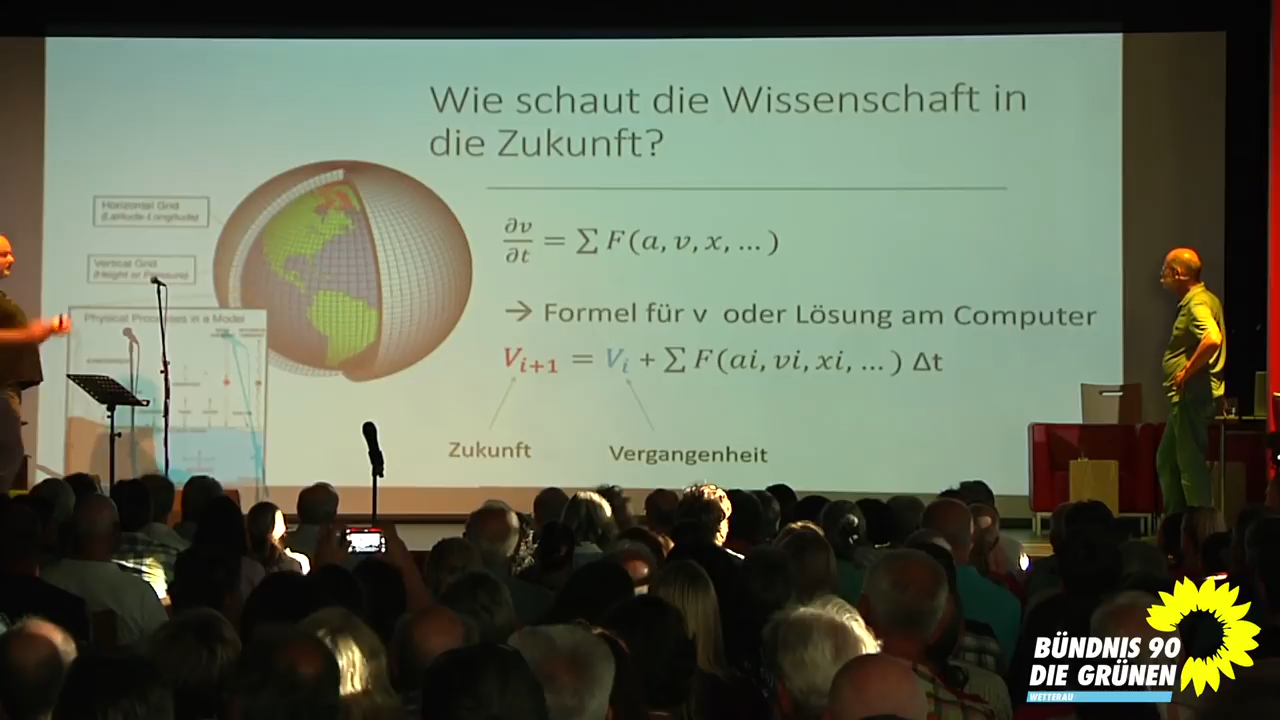 Wie schaut die Wissenschaft in
die Zukunft?
Horizontal Grid
(Latitude-Longitude)
Vertical Grid
(Height or Pressure)
Physical Processes in a Model
∂v/∂t = ∑ F(a, v, x, … )
→ Formel für v oder Lösung am Computer
V_{i+1} = V_i + ∑ F(ai, vi, xi, … ) Δt
Zukunft
Vergangenheit
BÜNDNIS 90
DIE GRÜNEN
WETTERAU